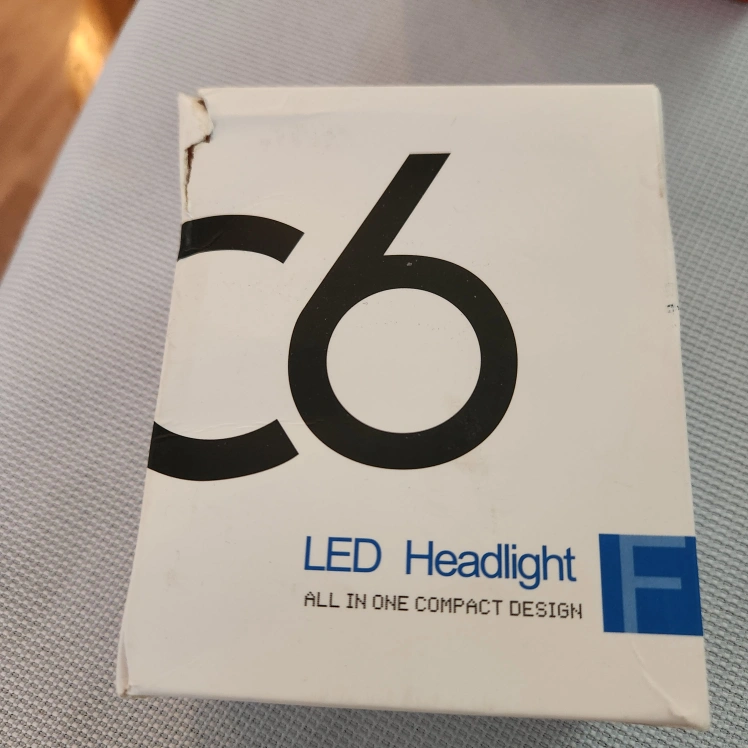 C6
LED Headlight
ALL IN ONE COMPACT DESIGN
F